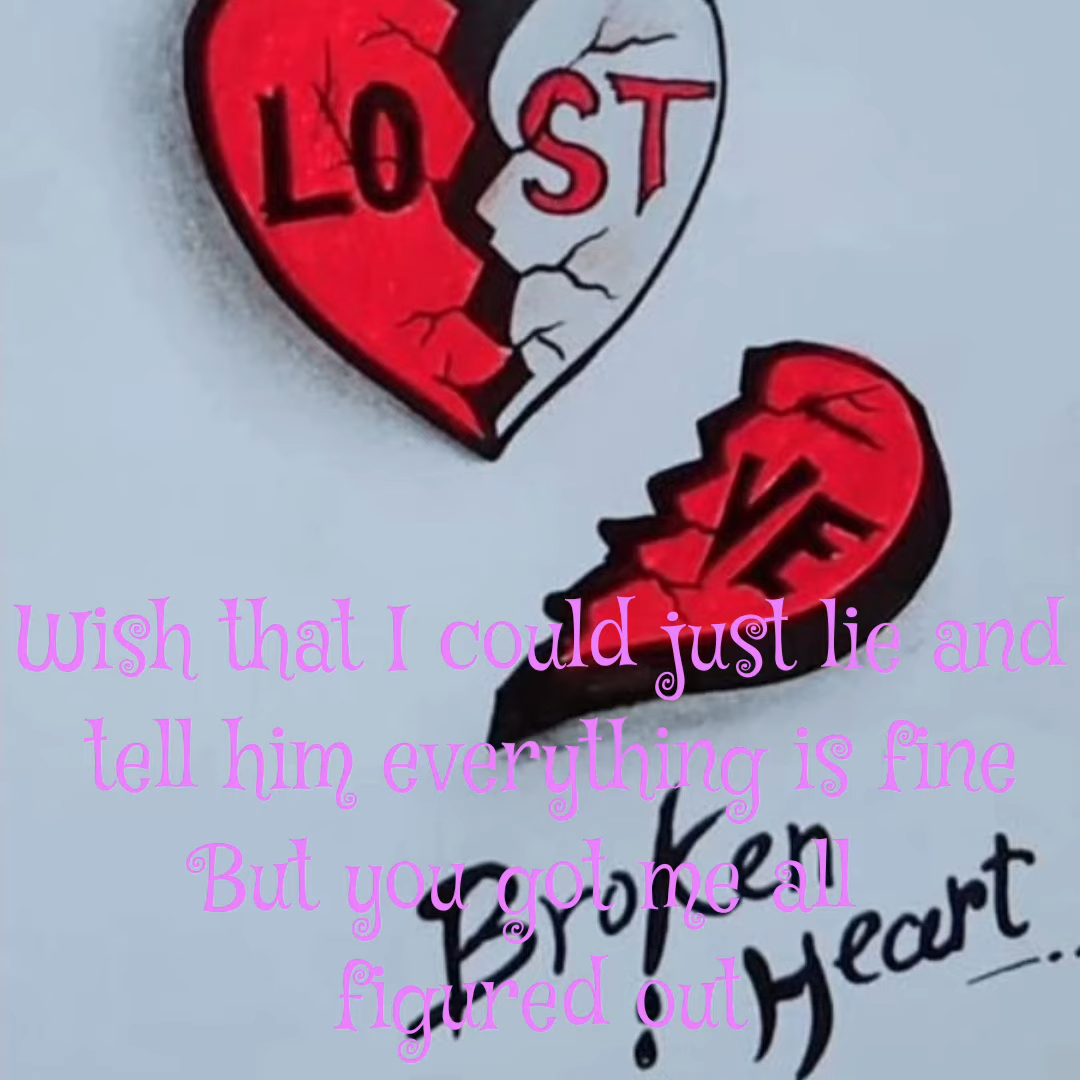 LOST
VE
Wish that I could just lie and
tell him everything is fine
But you got me all
figured out
Broken
Heart...